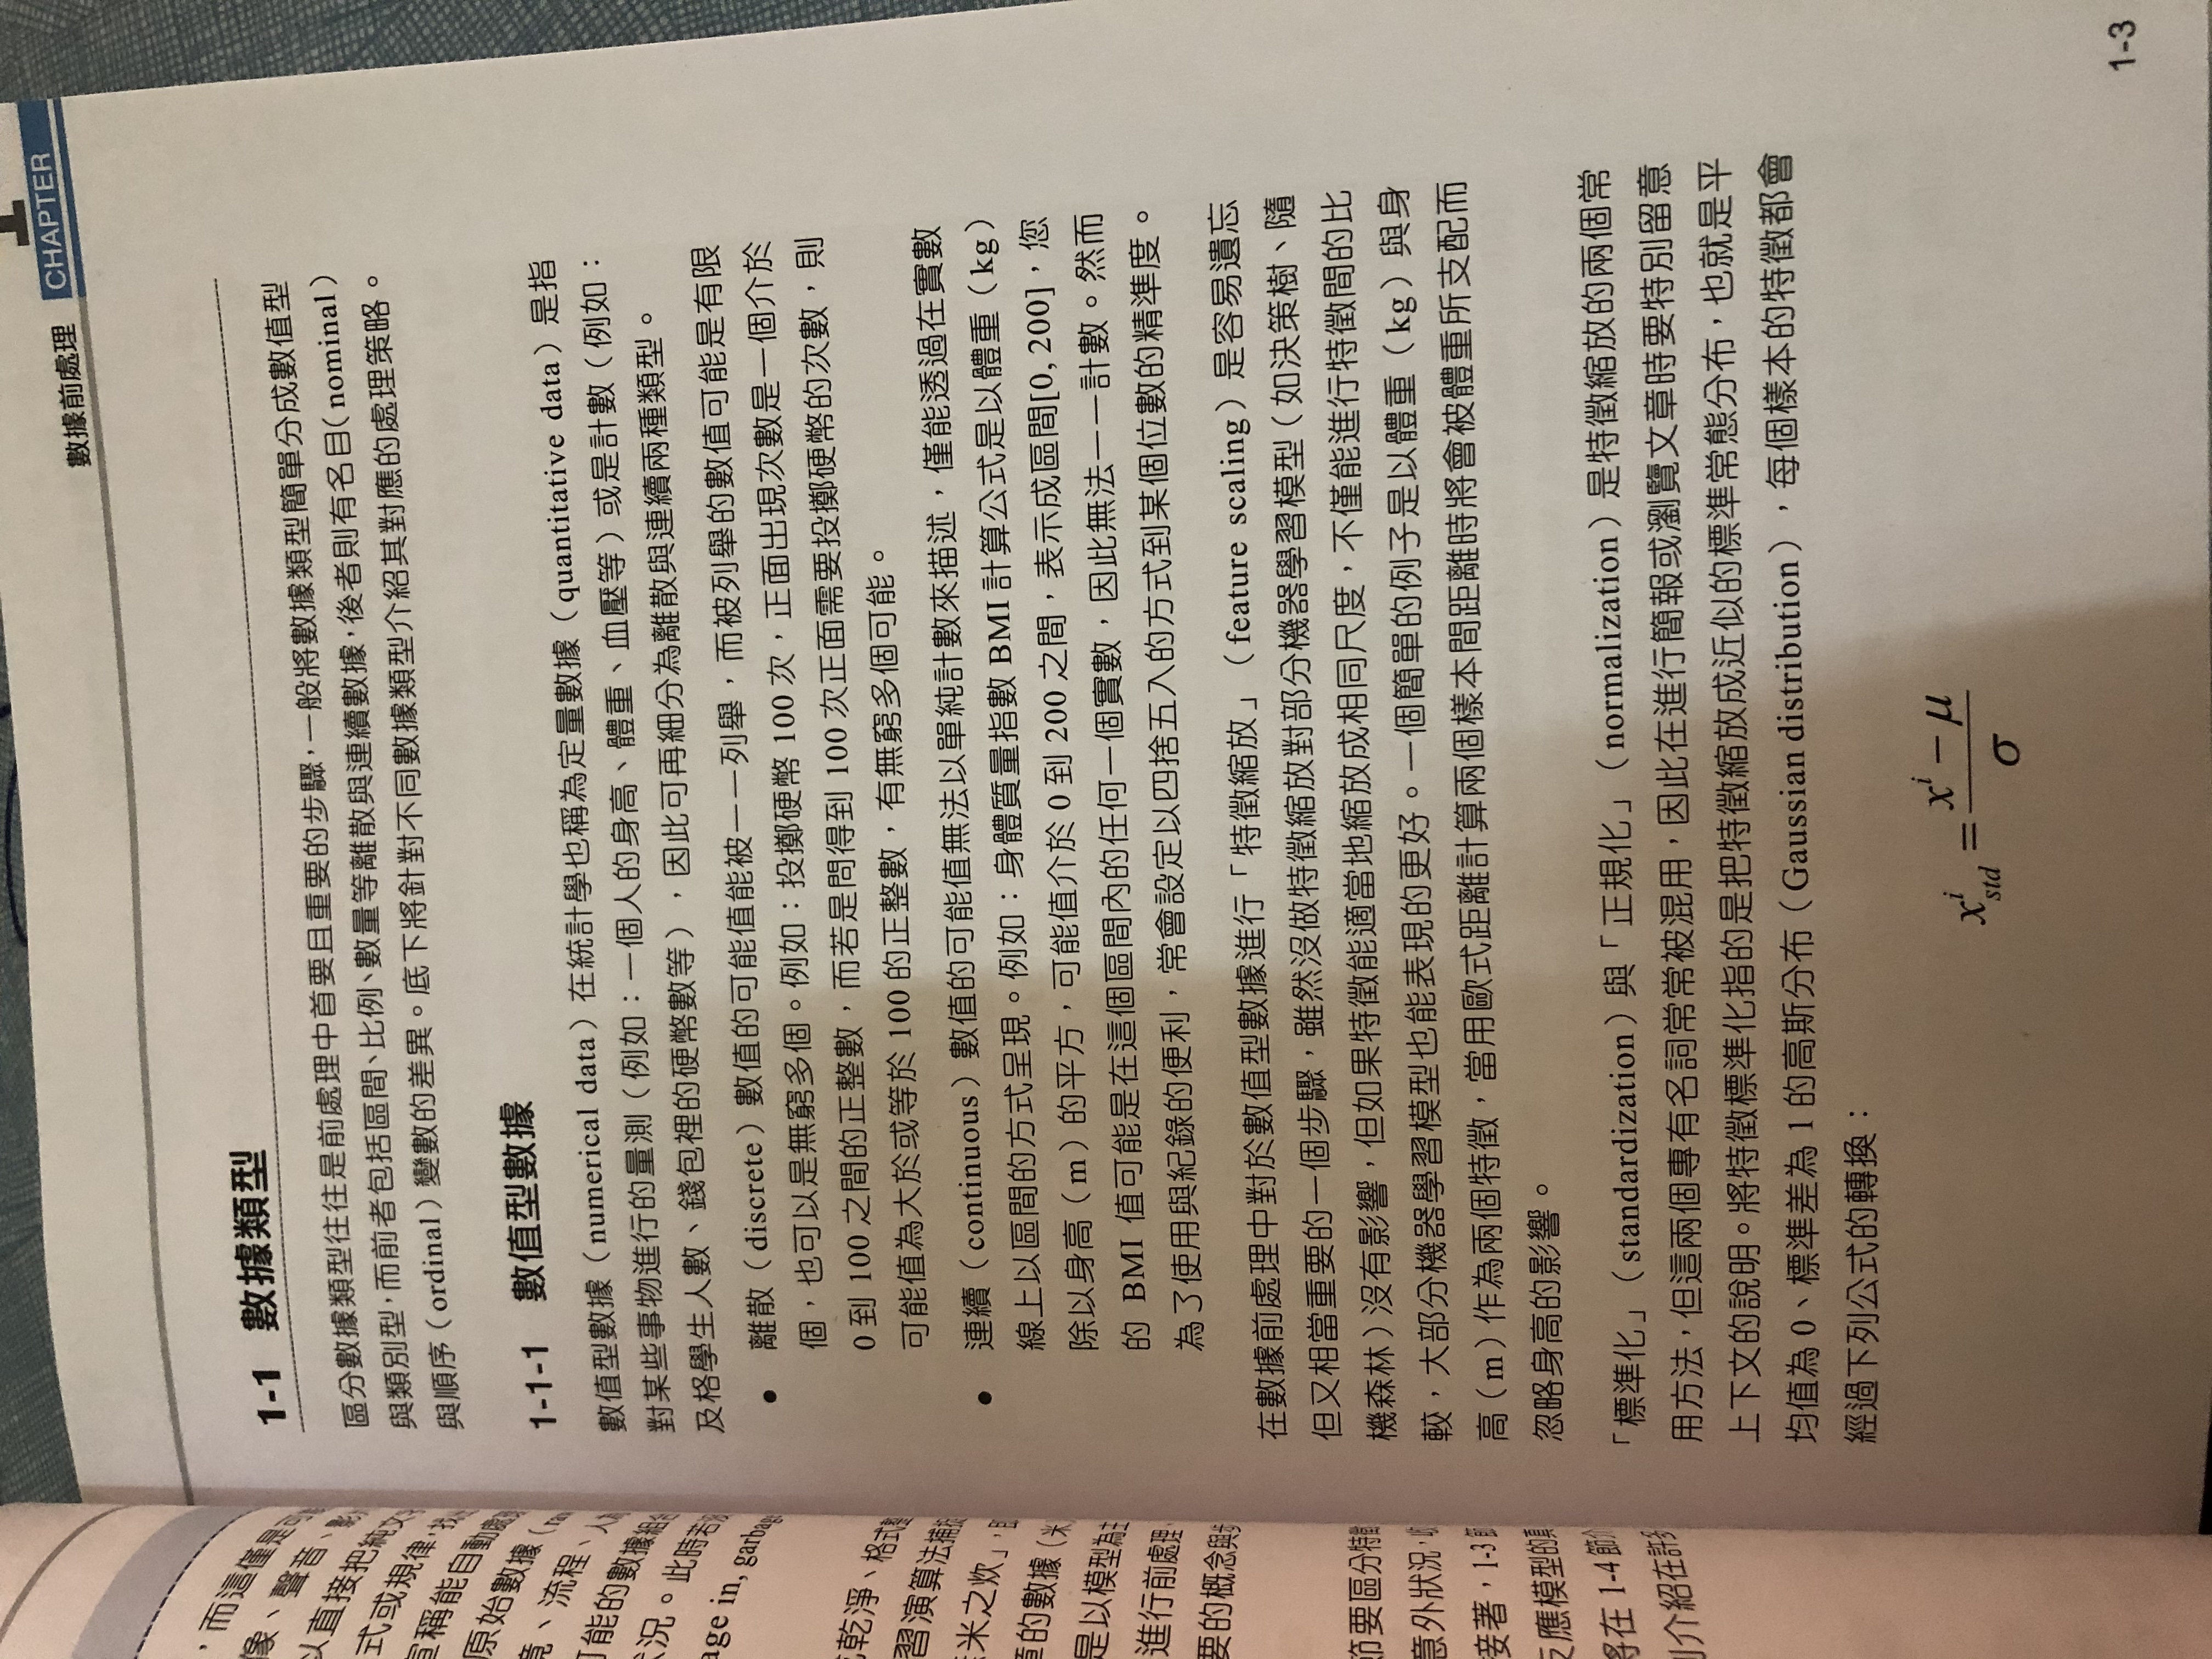 ，而這僅是可
像、聲音、影
以直接把純文字
式或規律，找
宣稱能自動處理
原始數據（raw
境、流程、人為
可能的數據組合
狀況。此時若沒
age in, garbage
乾淨、格式整
習演算法捕捉
米之炊」，即
章的數據（米
是以模型為主
進行前處理、
要的概念與步
節要區分特徵
意外狀況，收
接著，1-3 節
反應模型的真
將在 1-4 節介
別介紹在許多
數據前處理
CHAPTER
1-1 數據類型
區分數據類型往往是前處理中首要且重要的步驟，一般將數據類型簡單分成數值型
與類別型，而前者包括區間、比例、數量等離散與連續數據，後者則有名目（nominal）
與順序（ordinal）變數的差異。底下將針對不同數據類型介紹其對應的處理策略。
1-1-1 數值型數據
數值型數據（numerical data）在統計學也稱為定量數據（quantitative data）是指
對某些事物進行的量測（例如：一個人的身高、體重、血壓等）或是計數（例如：
及格學生人數、錢包裡的硬幣數等），因此可再細分為離散與連續兩種類型。
• 離散（discrete）數值的可能值能被一一列舉，而被列舉的數值可能是有限
個，也可以是無窮多個。例如：投擲硬幣 100 次，正面出現次數是一個介於
0 到 100 之間的正整數，而若是問得到 100 次正面需要投擲硬幣的次數，則
可能值為大於或等於 100 的正整數，有無窮多個可能。
• 連續（continuous）數值的可能值無法以單純計數來描述，僅能透過在實數
線上以區間的方式呈現。例如：身體質量指數 BMI 計算公式是以體重（kg）
除以身高（m）的平方，可能值介於 0 到 200 之間，表示成區間[0, 200]，您
的 BMI 值可能是在這個區間內的任何一個實數，因此無法一一計數。然而
為了使用與紀錄的便利，常會設定以四捨五入的方式到某個位數的精準度。
在數據前處理中對於數值型數據進行「特徵縮放」（feature scaling）是容易遺忘
但又相當重要的一個步驟，雖然沒做特徵縮放對部分機器學習模型（如決策樹、隨
機森林）沒有影響，但如果特徵能適當地縮放成相同尺度，不僅能進行特徵間的比
較，大部分機器學習模型也能表現的更好。一個簡單的例子是以體重（kg）與身
高（m）作為兩個特徵，當用歐式距離計算兩個樣本間距離時將會被體重所支配而
忽略身高的影響。
「標準化」（standardization）與「正規化」（normalization）是特徵縮放的兩個常
用方法，但這兩個專有名詞常常被混用，因此在進行簡報或瀏覽文章時要特別留意
上下文的說明。將特徵標準化指的是把特徵縮放成近似的標準常態分布，也就是平
均值為 0、標準差為 1 的高斯分布（Gaussian distribution），每個樣本的特徵都會
經過下列公式的轉換：
x^i_std = (x^i − μ) / σ
1-3